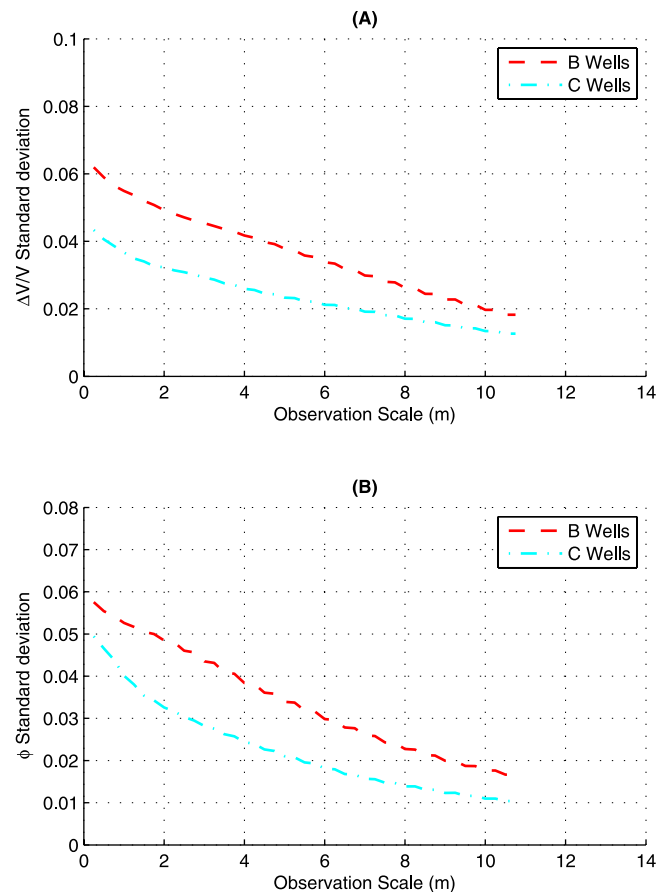 (A)
0.1
0.08
0.06
0.04
0.02
0
ΔV/V Standard deviation
B Wells
C Wells
0 2 4 6 8 10 12 14
Observation Scale (m)
(B)
0.08
0.07
0.06
0.05
0.04
0.03
0.02
0.01
0
ϕ Standard deviation
B Wells
C Wells
0 2 4 6 8 10 12 14
Observation Scale (m)